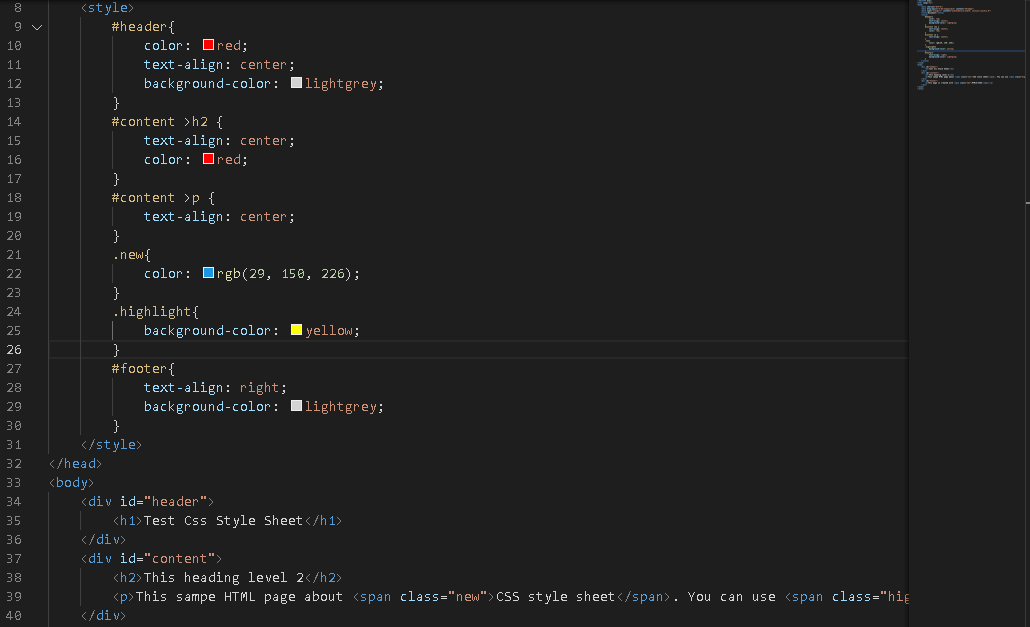 8 <style>
9 #header{
10 color: red;
11 text-align: center;
12 background-color: lightgrey;
13 }
14 #content >h2 {
15 text-align: center;
16 color: red;
17 }
18 #content >p {
19 text-align: center;
20 }
21 .new{
22 color: rgb(29, 150, 226);
23 }
24 .highlight{
25 background-color: yellow;
26 }
27 #footer{
28 text-align: right;
29 background-color: lightgrey;
30 }
31 </style>
32 </head>
33 <body>
34 <div id="header">
35 <h1>Test Css Style Sheet</h1>
36 </div>
37 <div id="content">
38 <h2>This heading level 2</h2>
39 <p>This sampe HTML page about <span class="new">CSS style sheet</span>. You can use <span class="hig
40 </div>